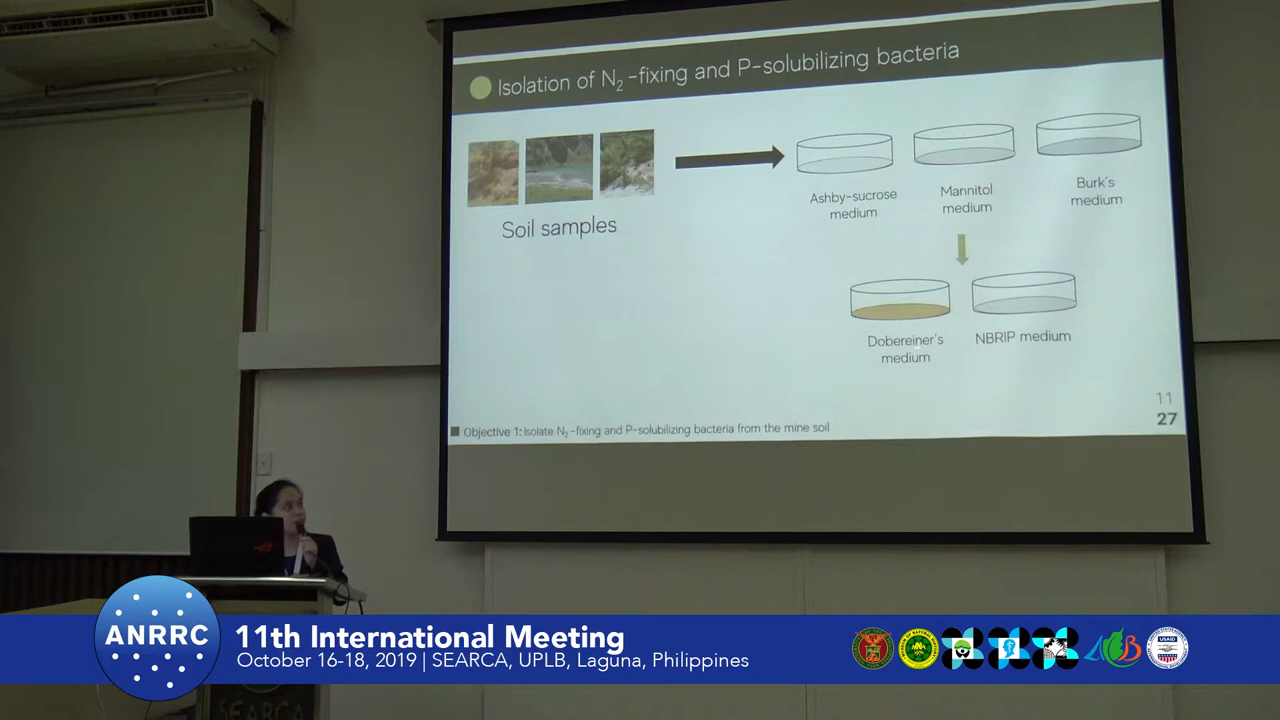 Isolation of N2-fixing and P-solubilizing bacteria
Soil samples
Ashby-sucrose
medium
Mannitol
medium
Burk's
medium
Dobereiner's
medium
NBRIP medium
Objective 1: Isolate N2-fixing and P-solubilizing bacteria from the mine soil
11
27
ANRRC
11th International Meeting
October 16-18, 2019 | SEARCA, UPLB, Laguna, Philippines
USAID
SEARCA